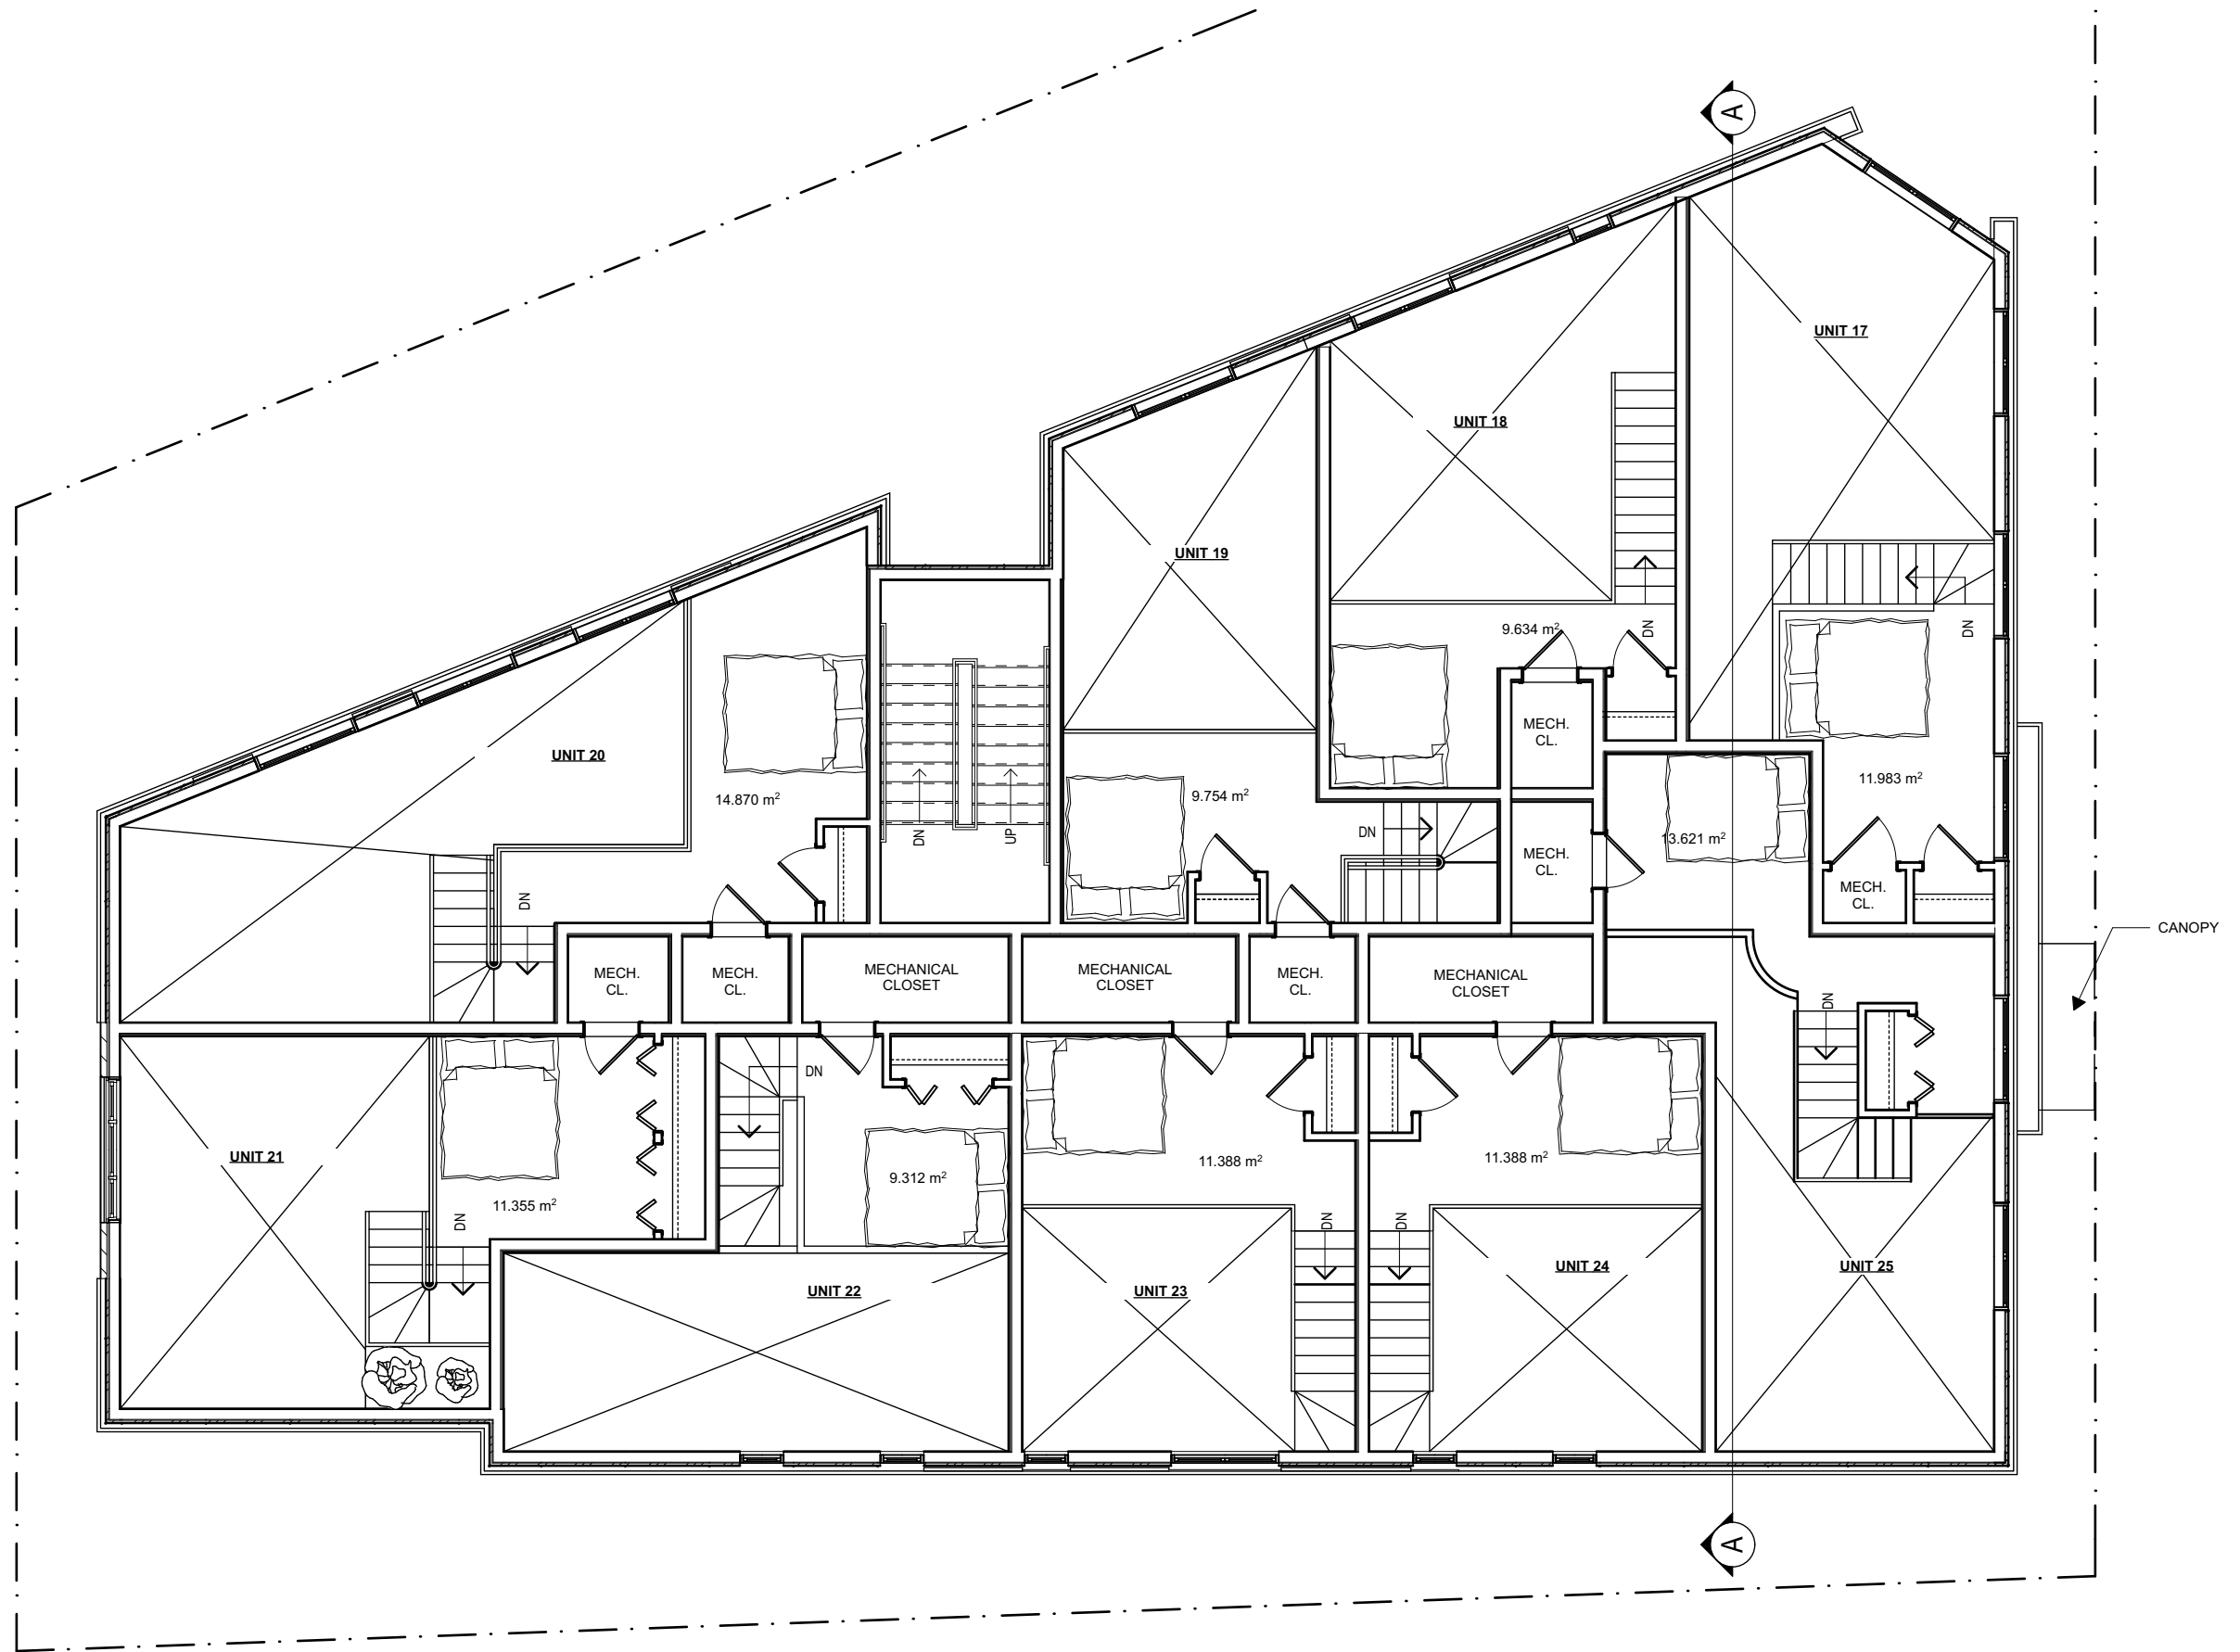 A
UNIT 17
UNIT 18
UNIT 19
9.634 m²
DN
DN
UNIT 20
MECH.
CL.
11.983 m²
14.870 m²
9.754 m²
DN
UP
DN
13.621 m²
MECH.
CL.
MECH.
CL.
DN
CANOPY
MECH.
CL.
MECH.
CL.
MECHANICAL
CLOSET
MECHANICAL
CLOSET
MECH.
CL.
MECHANICAL
CLOSET
DN
DN
UNIT 21
11.388 m²
11.388 m²
9.312 m²
11.355 m²
DN
DN
DN
UNIT 22
UNIT 23
UNIT 24
UNIT 25
A